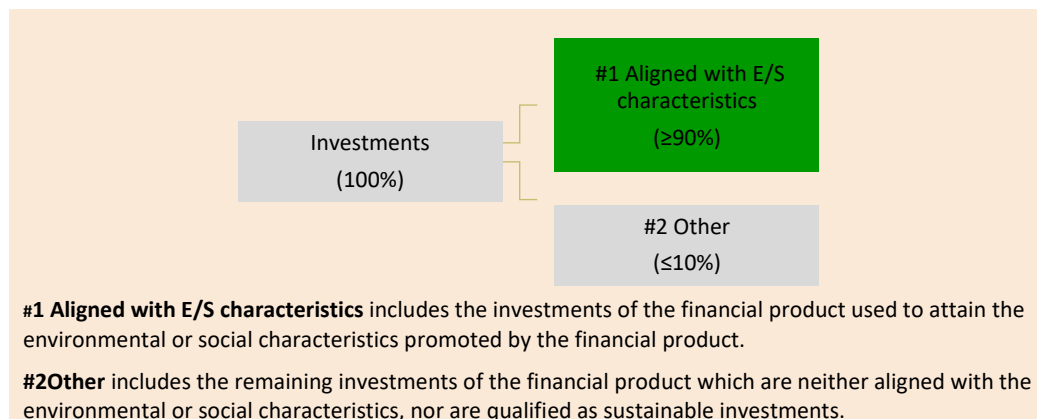 #1 Aligned with E/S
characteristics
(≥90%)
Investments
(100%)
#2 Other
(≤10%)
#1 Aligned with E/S characteristics includes the investments of the financial product used to attain the
environmental or social characteristics promoted by the financial product.
#2Other includes the remaining investments of the financial product which are neither aligned with the
environmental or social characteristics, nor are qualified as sustainable investments.